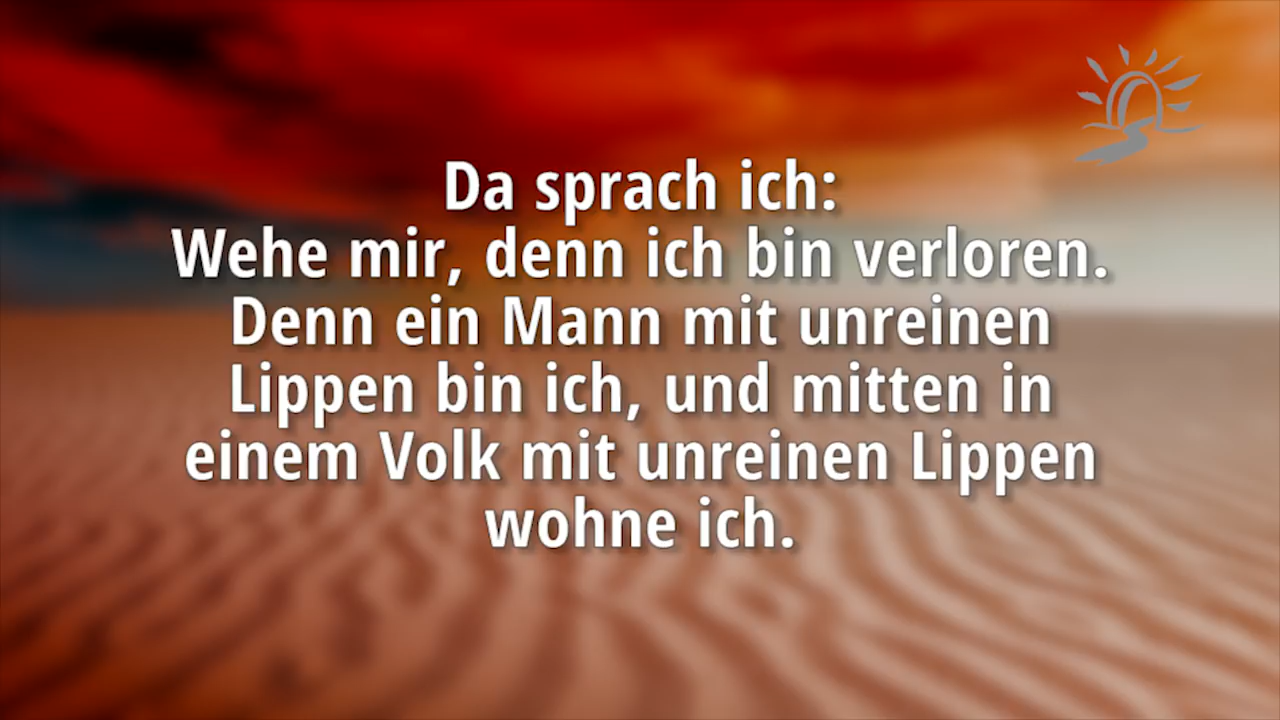 Da sprach ich:
Wehe mir, denn ich bin verloren.
Denn ein Mann mit unreinen
Lippen bin ich, und mitten in
einem Volk mit unreinen Lippen
wohne ich.